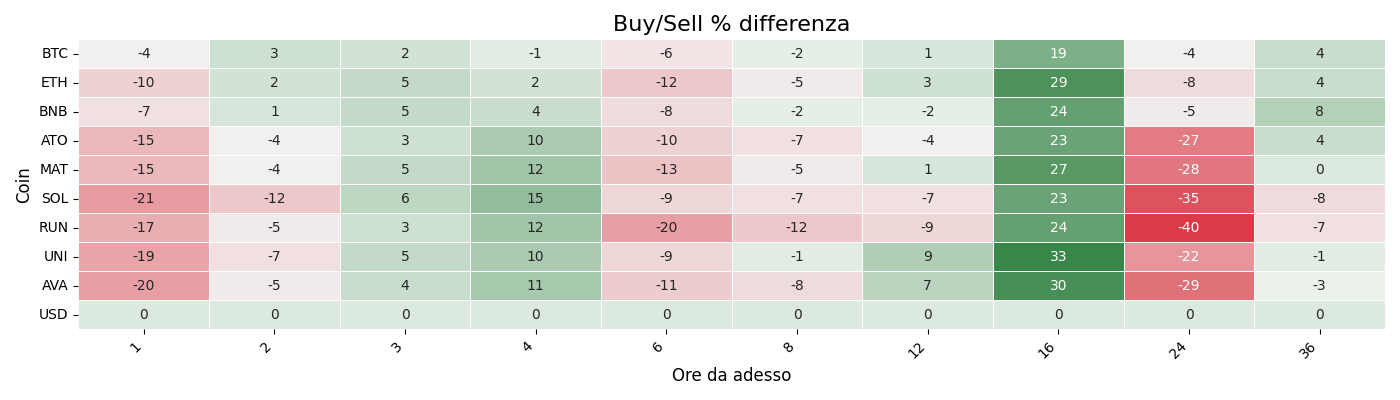 Buy/Sell % differenza
Coin
BTC -4 3 2 -1 -6 -2 1 19 -4 4
ETH -10 2 5 2 -12 -5 3 29 -8 4
BNB -7 1 5 4 -8 -2 -2 24 -5 8
ATO -15 -4 3 10 -10 -7 -4 23 -27 4
MAT -15 -4 5 12 -13 -5 1 27 -28 0
SOL -21 -12 6 15 -9 -7 -7 23 -35 -8
RUN -17 -5 3 12 -20 -12 -9 24 -40 -7
UNI -19 -7 5 10 -9 -1 9 33 -22 -1
AVA -20 -5 4 11 -11 -8 7 30 -29 -3
USD 0 0 0 0 0 0 0 0 0 0
1 2 3 4 6 8 12 16 24 36
Ore da adesso